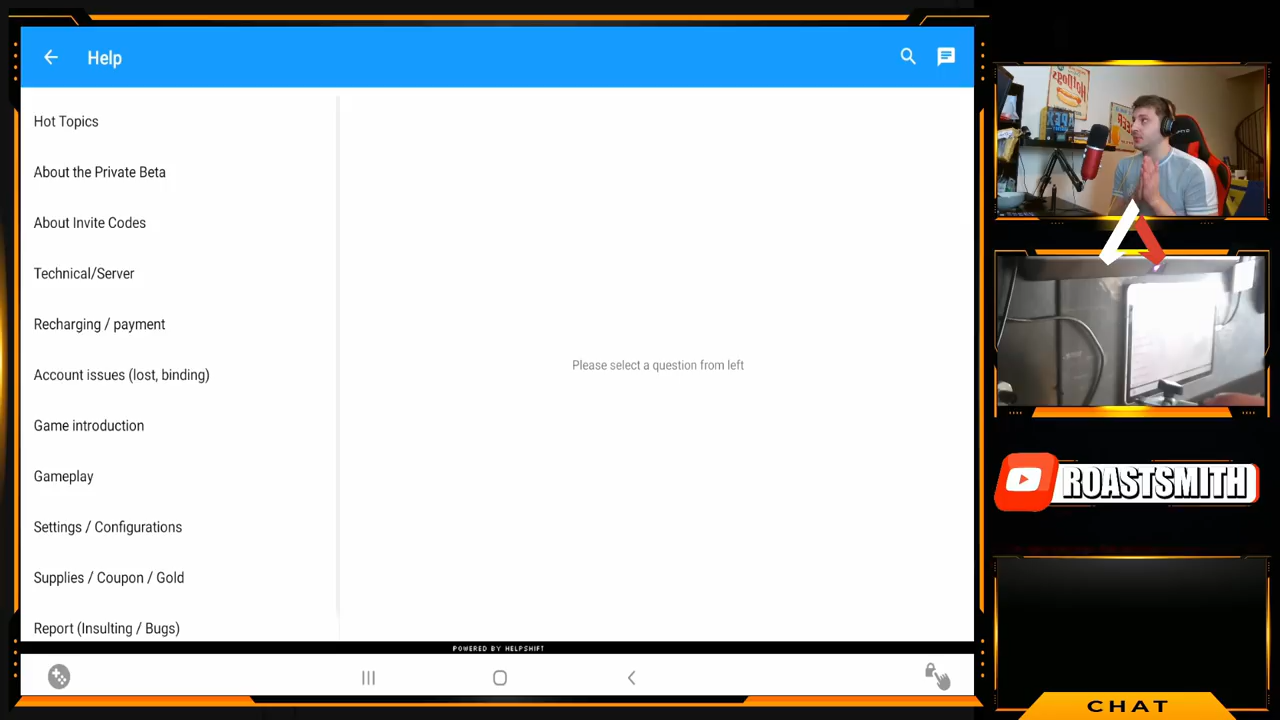 Help
Hot Topics
About the Private Beta
About Invite Codes
Technical/Server
Recharging / payment
Account issues (lost, binding)
Game introduction
Gameplay
Settings / Configurations
Supplies / Coupon / Gold
Report (Insulting / Bugs)
Please select a question from left
POWERED BY HELPSHIFT
ROASTSMITH
CHAT